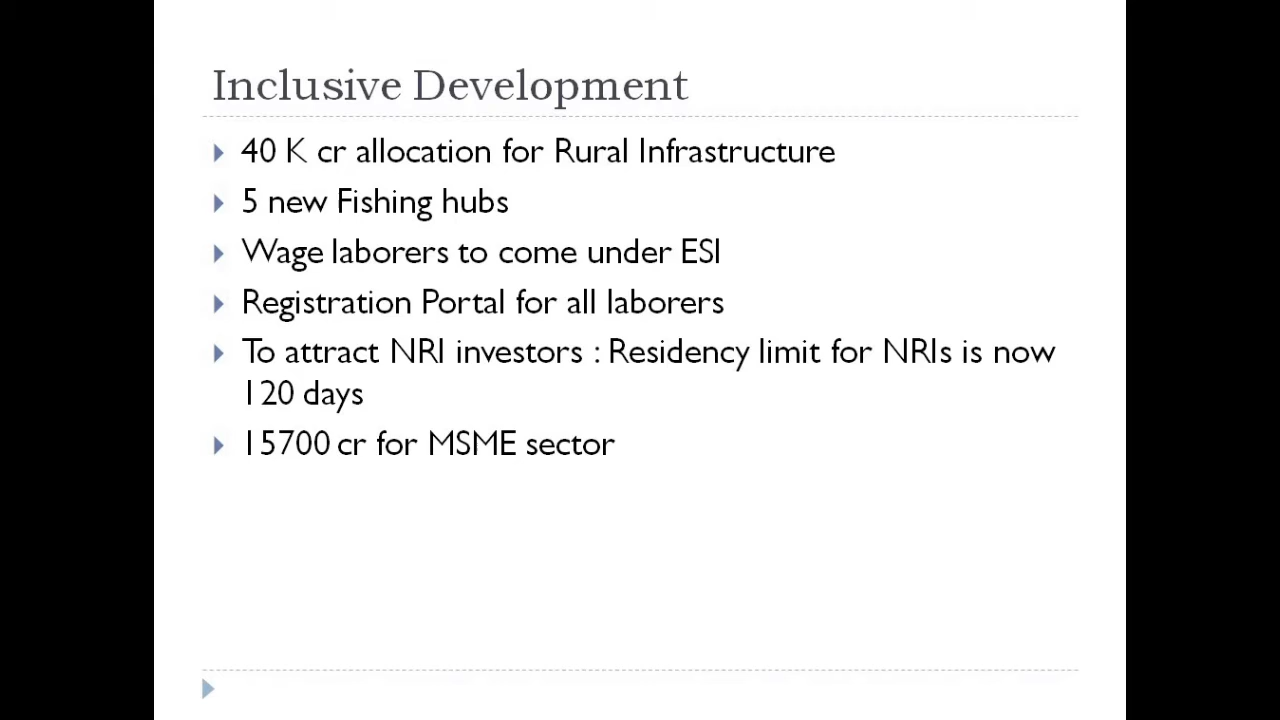 Inclusive Development
40 K cr allocation for Rural Infrastructure
5 new Fishing hubs
Wage laborers to come under ESI
Registration Portal for all laborers
To attract NRI investors : Residency limit for NRIs is now
120 days
15700 cr for MSME sector